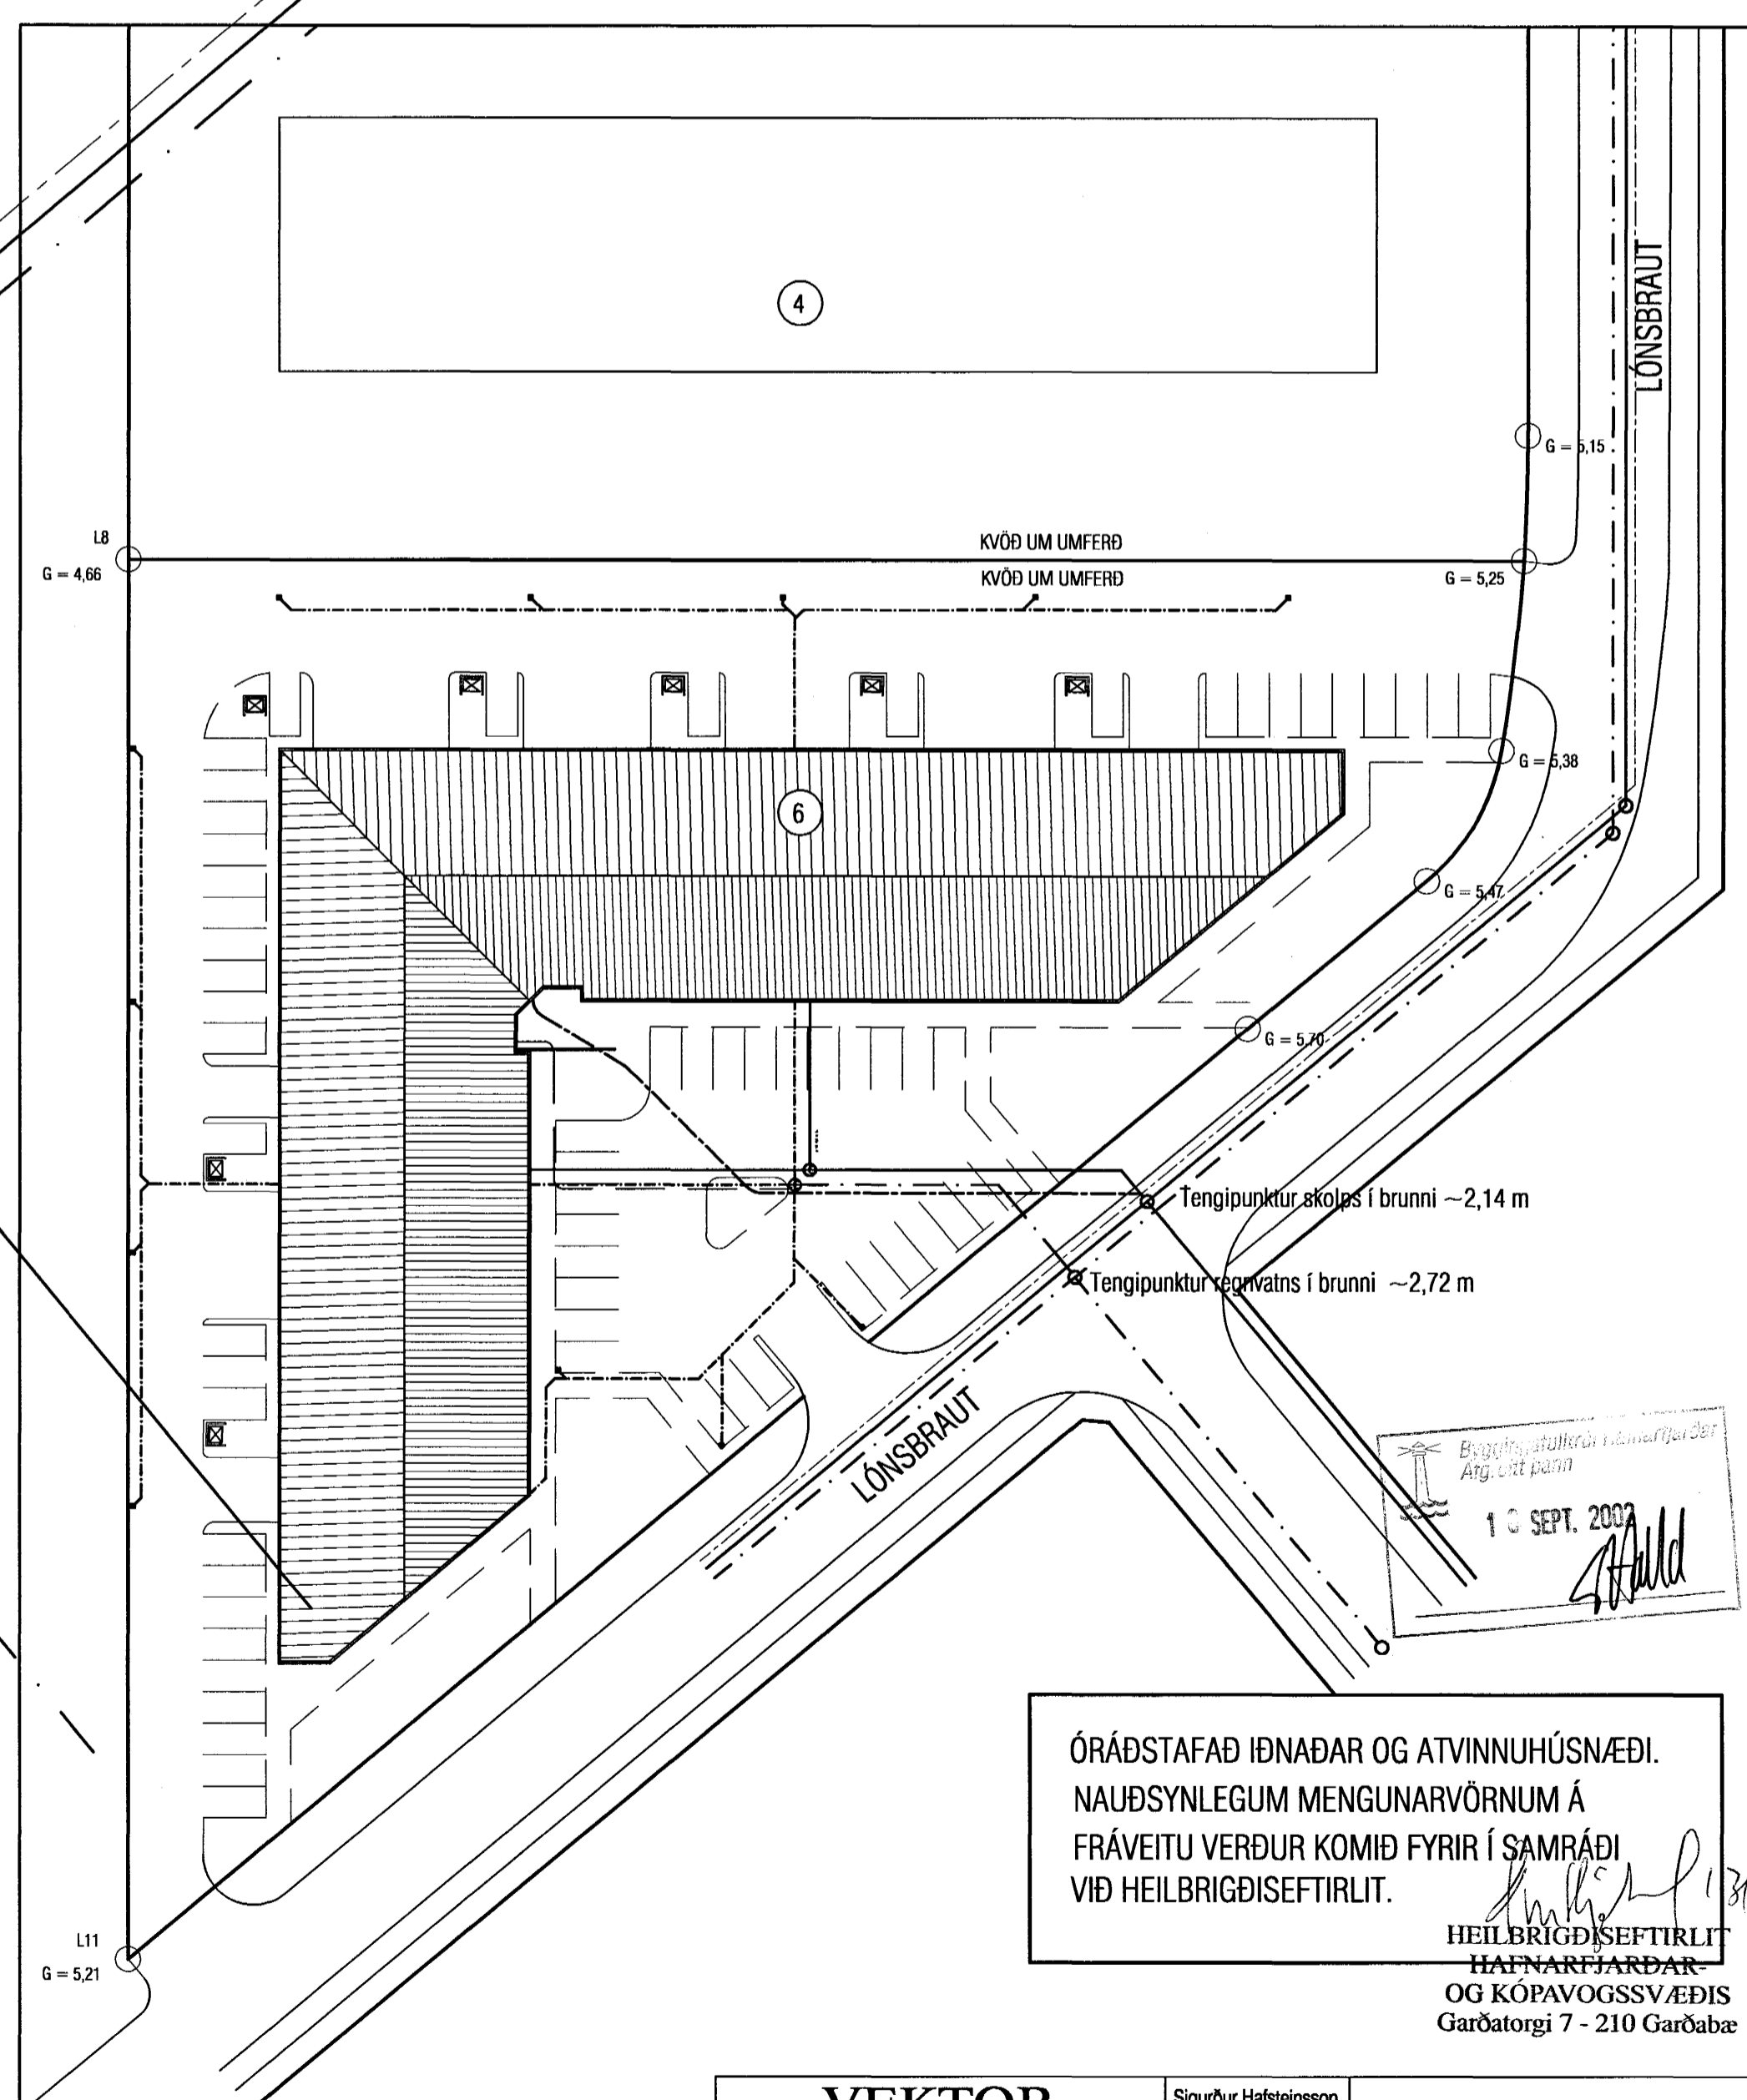 4
LÓNSBRAUT
G = 5,15
L8
G = 4,66
KVÖÐ UM UMFERÐ
KVÖÐ UM UMFERÐ
G = 5,25
G = 5,38
6
G = 5,47
G = 5,70
Tengipunktur skolps í brunni ~2,14 m
Tengipunktur regnvatns í brunni ~2,72 m
LÓNSBRAUT
Byggingafulltrúi Hafnarfjarðar
SEPT. 2002
ÓRÁÐSTAFAÐ IÐNAÐAR OG ATVINNUHÚSNÆÐI.
NAUÐSYNLEGUM MENGUNARVÖRNUM Á
FRÁVEITU VERÐUR KOMIÐ FYRIR Í SAMRÁÐI
VIÐ HEILBRIGÐISEFTIRLIT.
HEILBRIGÐISEFTIRLIT
HAFNARFJARÐAR-
OG KÓPAVOGSSVÆÐIS
Garðatorgi 7 - 210 Garðabæ
L11
G = 5,21
VEKTOR
Sigurður Hafsteinsson